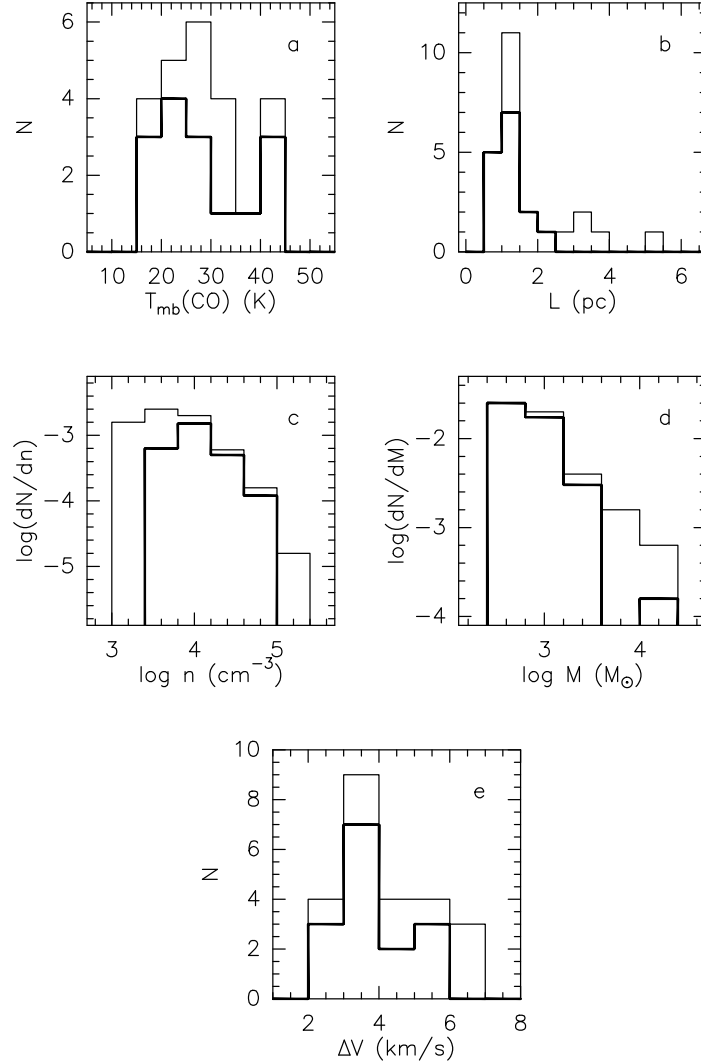 6
4
2
0
N
a
10 20 30 40 50
T_mb(CO) (K)
10
5
0
N
b
0 2 4 6
L (pc)
-3
-4
-5
log(dN/dn)
c
3 4 5
log n (cm^-3)
-2
-3
-4
log(dN/dM)
d
3 4
log M (M_⊙)
10
8
6
4
2
0
N
e
2 4 6 8
ΔV (km/s)